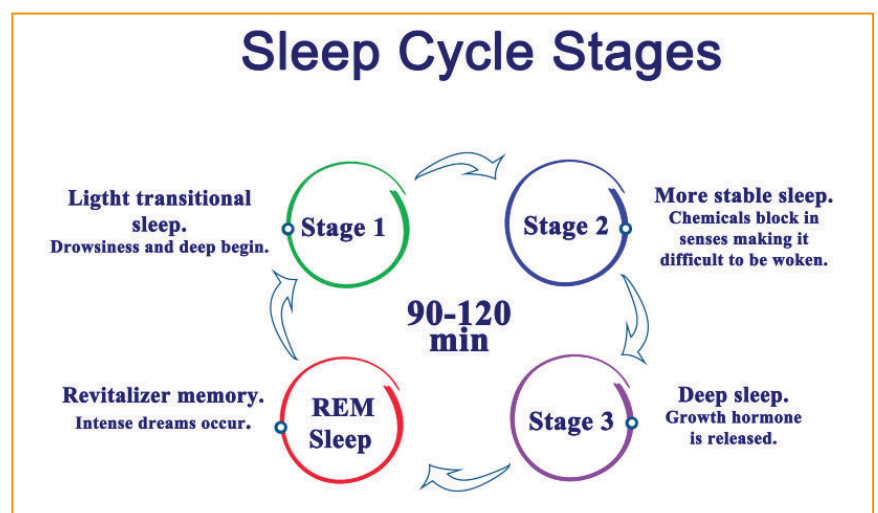 Sleep Cycle Stages
Ligtht transitional
sleep.
Drowsiness and deep begin.
Stage 1
Stage 2
More stable sleep.
Chemicals block in
senses making it
difficult to be woken.
90-120
min
Revitalizer memory.
Intense dreams occur.
REM
Sleep
Stage 3
Deep sleep.
Growth hormone
is released.